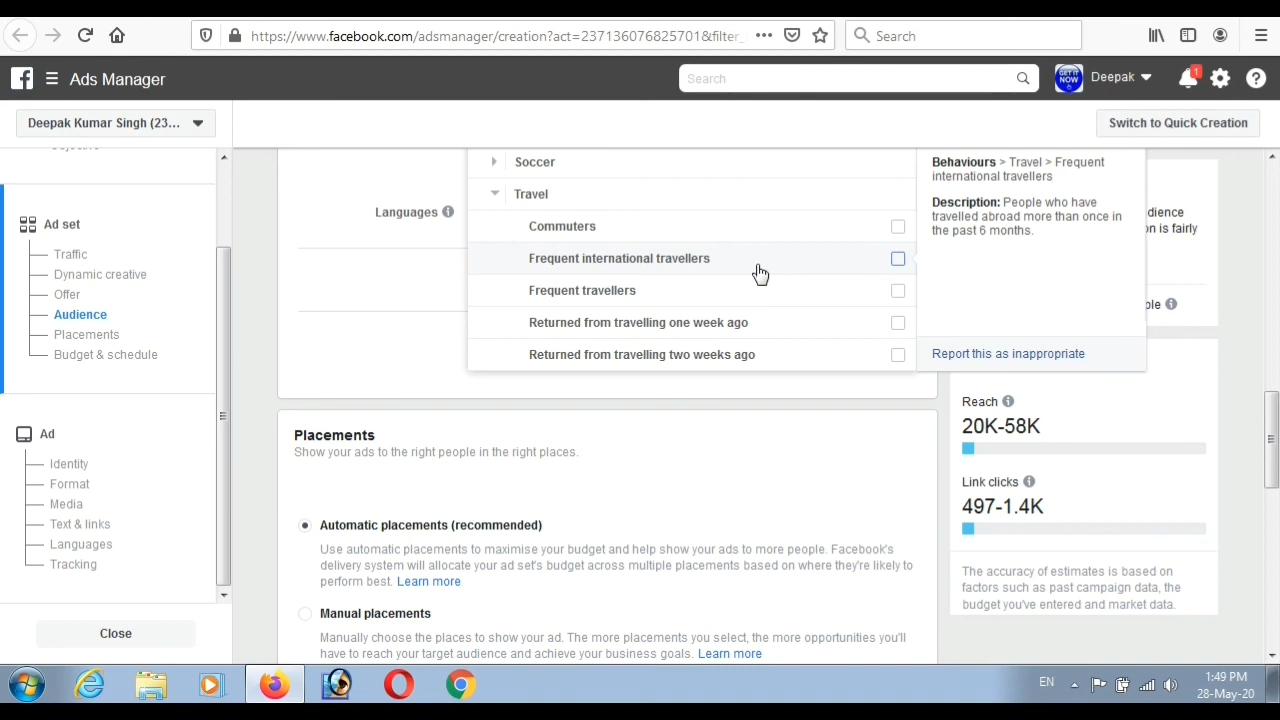 https://www.facebook.com/adsmanager/creation?act=237136076825701&filter_
Search
Ads Manager
Search
GET IT NOW
Deepak
1
Deepak Kumar Singh (23...
Switch to Quick Creation
Objective
Ad set
Traffic
Dynamic creative
Offer
Audience
Placements
Budget & schedule
Ad
Identity
Format
Media
Text & links
Languages
Tracking
Close
Languages
Soccer
Travel
Commuters
Frequent international travellers
Frequent travellers
Returned from travelling one week ago
Returned from travelling two weeks ago
Behaviours > Travel > Frequent
international travellers
Description: People who have
travelled abroad more than once in
the past 6 months.
Report this as inappropriate
dience
n is fairly
ple
Reach
20K-58K
Link clicks
497-1.4K
The accuracy of estimates is based on
factors such as past campaign data, the
budget you've entered and market data.
Placements
Show your ads to the right people in the right places.
Automatic placements (recommended)
Use automatic placements to maximise your budget and help show your ads to more people. Facebook's
delivery system will allocate your ad set's budget across multiple placements based on where they're likely to
perform best. Learn more
Manual placements
Manually choose the places to show your ad. The more placements you select, the more opportunities you'll
have to reach your target audience and achieve your business goals. Learn more
EN
1:49 PM
28-May-20